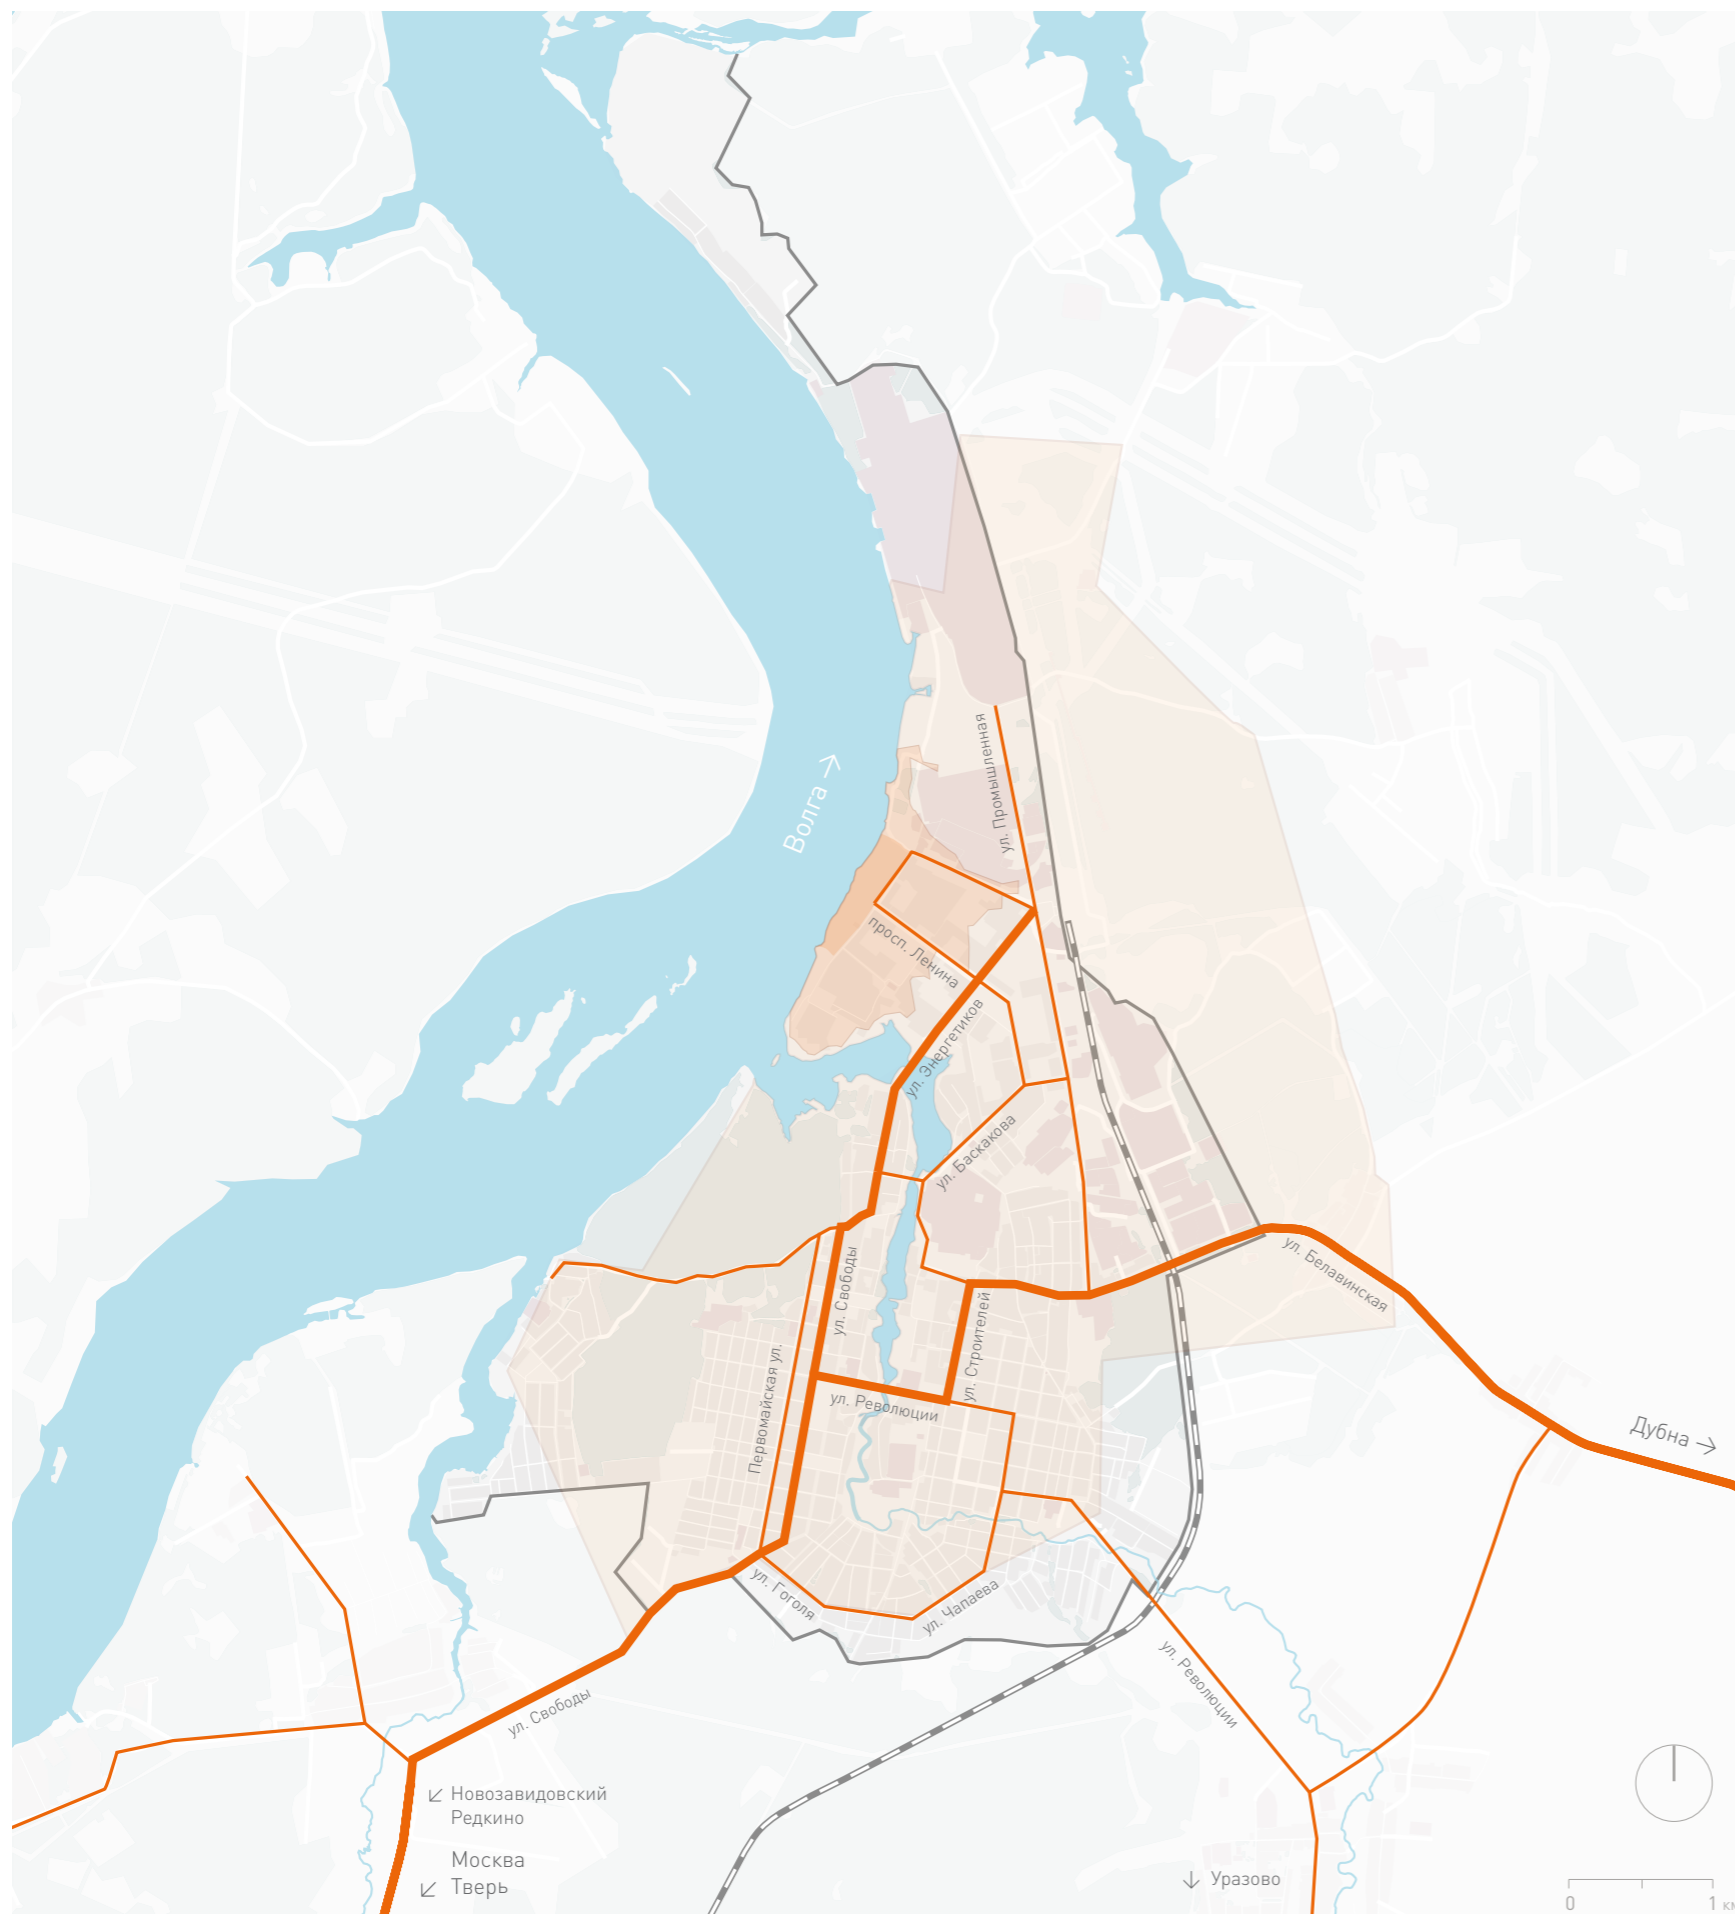 ул. Промышленная
Волга
просп. Ленина
ул. Энергетиков
ул. Баскакова
ул. Белавинская
ул. Свободы
ул. Строителей
Первомайская ул.
ул. Революции
Дубна
ул. Гоголя
ул. Чапаева
ул. Революции
ул. Свободы
Новозавидовский
Редкино
Москва
Тверь
Уразово
0 1 км